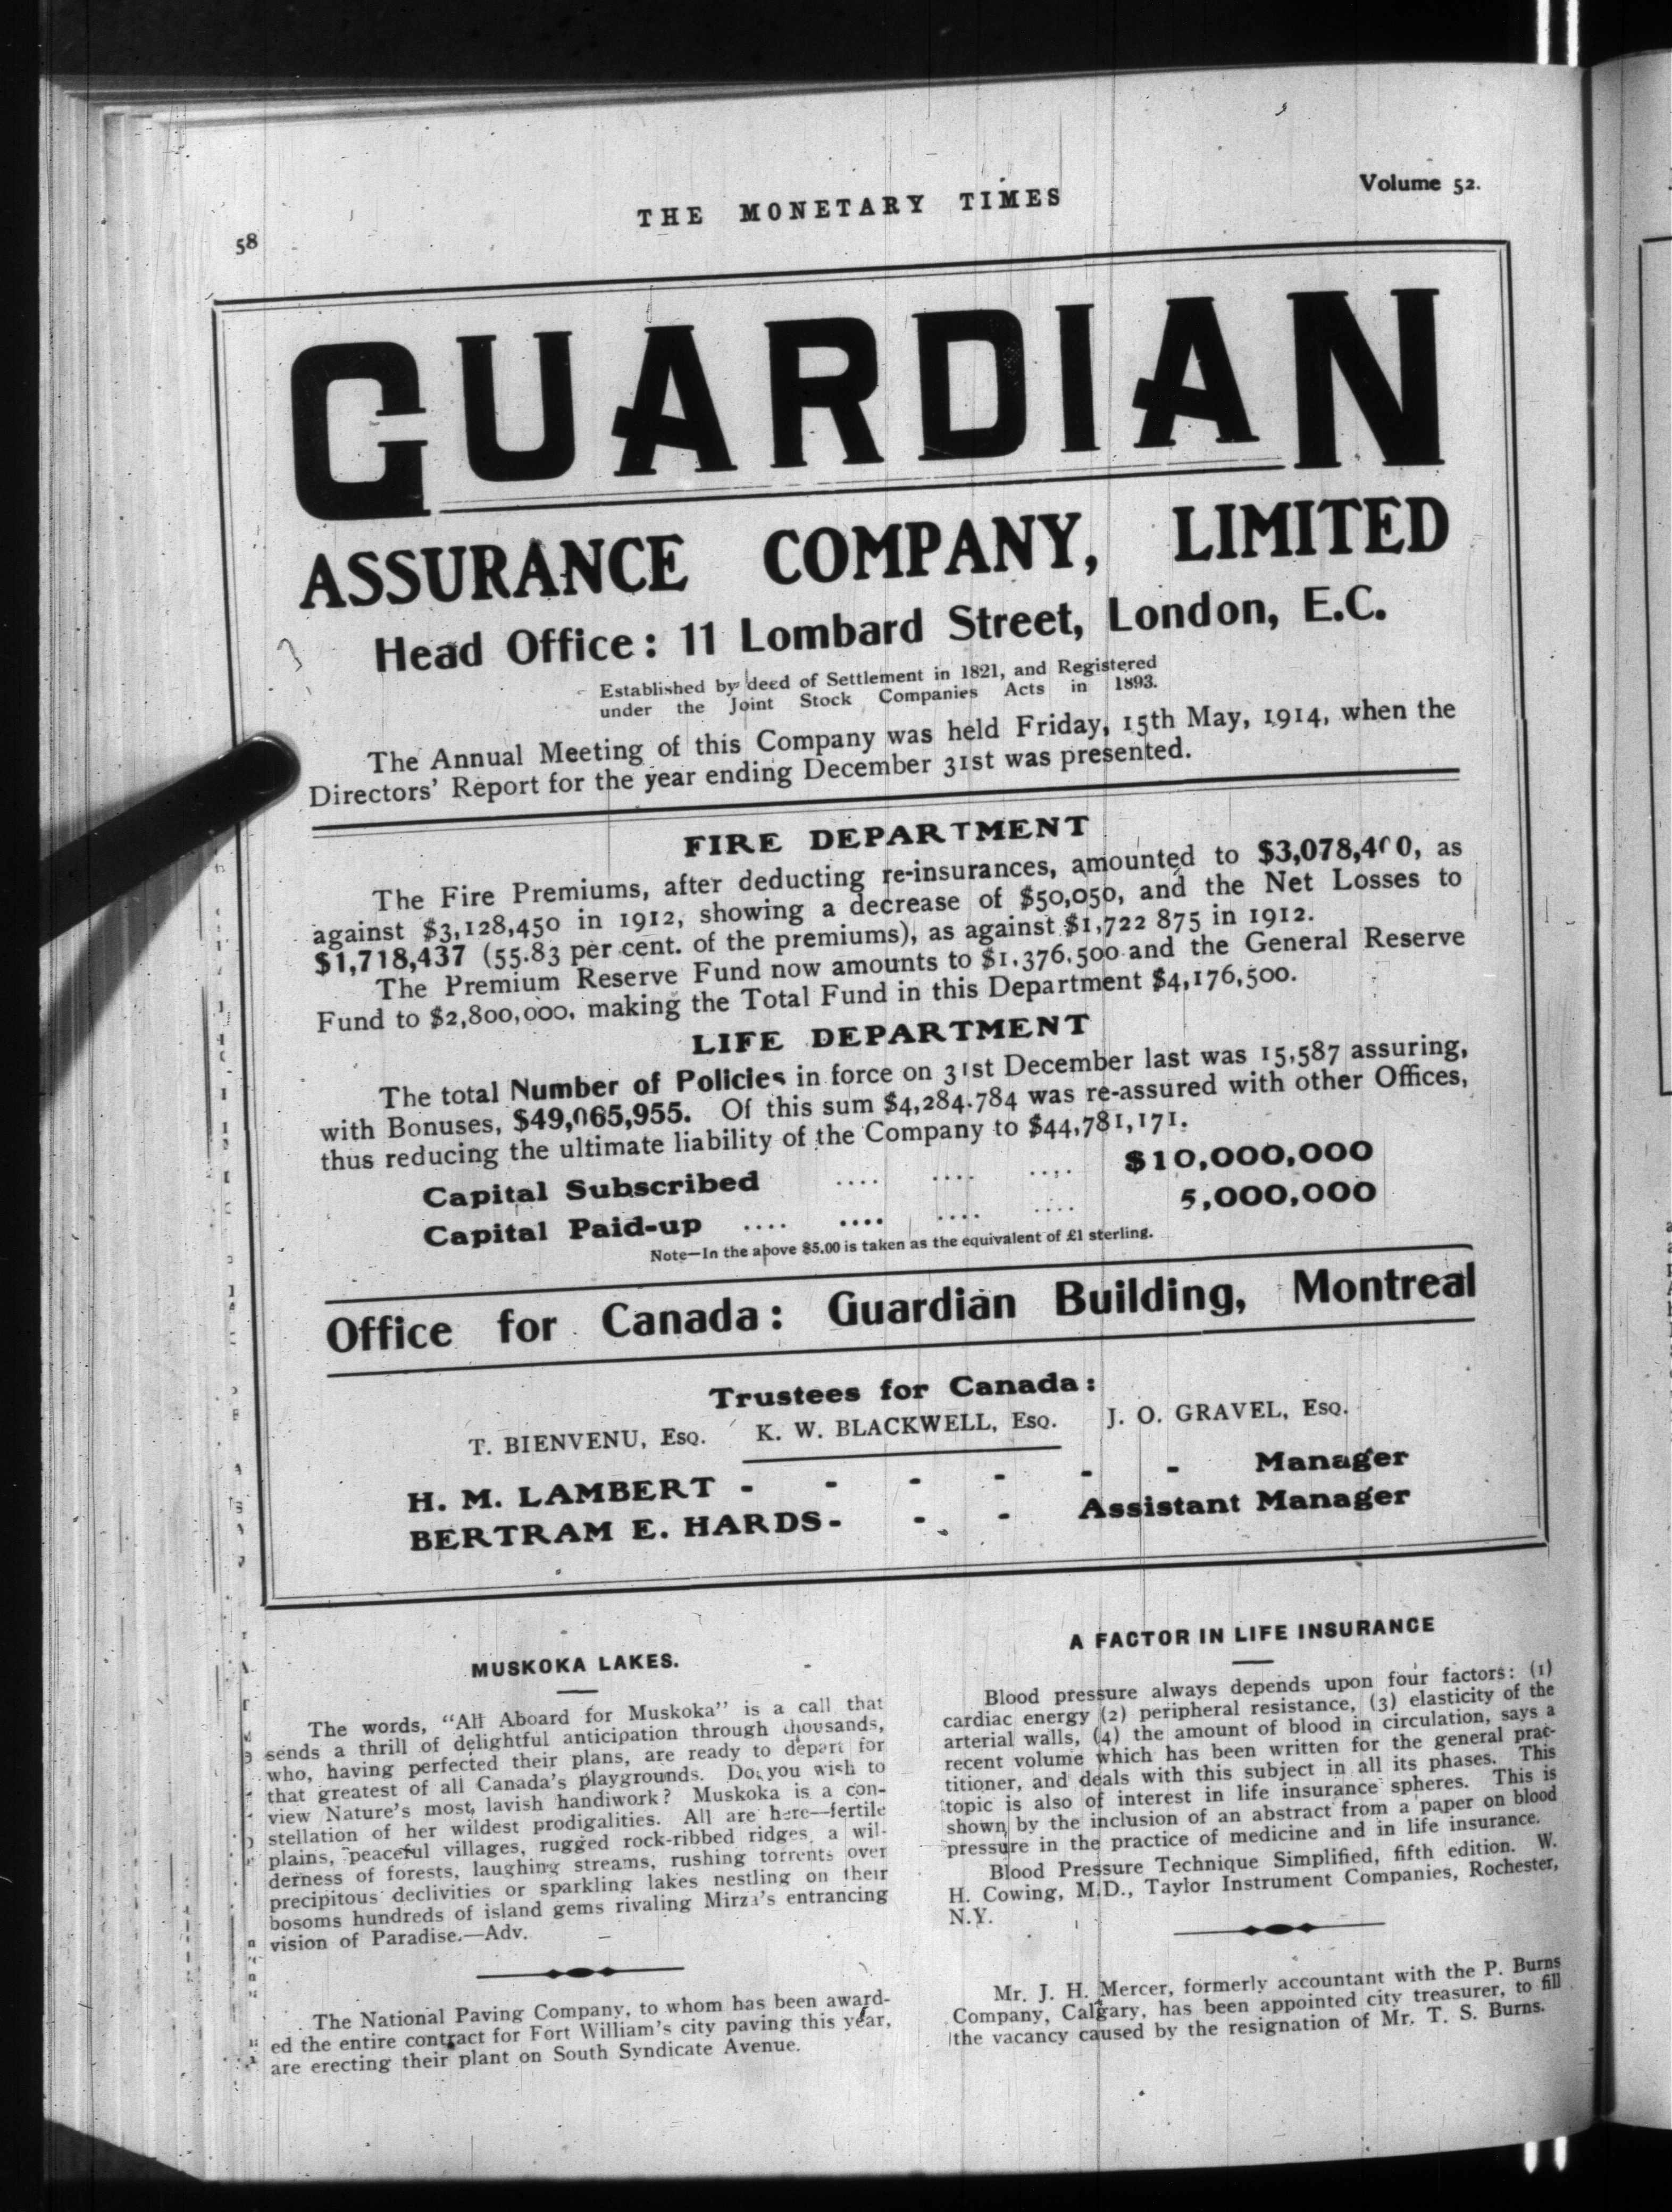 58
THE MONETARY TIMES
Volume 52.
GUARDIAN
ASSURANCE COMPANY, LIMITED
Head Office: 11 Lombard Street, London, E.C.
Established by deed of Settlement in 1821, and Registered
under the Joint Stock Companies Acts in 1893.
The Annual Meeting of this Company was held Friday, 15th May, 1914, when the
Directors' Report for the year ending December 31st was presented.
FIRE DEPARTMENT
The Fire Premiums, after deducting re-insurances, amounted to $3,078,400, as
against $3,128,450 in 1912, showing a decrease of $50,050, and the Net Losses to
$1,718,437 (55.83 per cent. of the premiums), as against $1,722 875 in 1912.
The Premium Reserve Fund now amounts to $1,376,500 and the General Reserve
Fund to $2,800,000, making the Total Fund in this Department $4,176,500.
LIFE DEPARTMENT
The total Number of Policies in force on 31st December last was 15,587 assuring,
with Bonuses, $49,065,955. Of this sum $4,284,784 was re-assured with other Offices,
thus reducing the ultimate liability of the Company to $44,781,171.
Capital Subscribed .... .... .... $10,000,000
Capital Paid-up .... .... .... .... 5,000,000
Note—In the above $5.00 is taken as the equivalent of £1 sterling.
Office for Canada: Guardian Building, Montreal
Trustees for Canada:
T. BIENVENU, Esq. K. W. BLACKWELL, Esq. J. O. GRAVEL, Esq.
H. M. LAMBERT - - - - - - Manager
BERTRAM E. HARDS - - - Assistant Manager
MUSKOKA LAKES.
The words, "All Aboard for Muskoka" is a call that
sends a thrill of delightful anticipation through thousands,
who, having perfected their plans, are ready to depart for
that greatest of all Canada's playgrounds. Do you wish to
view Nature's most lavish handiwork? Muskoka is a con-
stellation of her wildest prodigalities. All are here—fertile
plains, peaceful villages, rugged rock-ribbed ridges, a wil-
derness of forests, laughing streams, rushing torrents over
precipitous declivities or sparkling lakes nestling on their
bosoms hundreds of island gems rivaling Mirza's entrancing
vision of Paradise.—Adv.
The National Paving Company, to whom has been award-
ed the entire contract for Fort William's city paving this year,
are erecting their plant on South Syndicate Avenue.
A FACTOR IN LIFE INSURANCE
Blood pressure always depends upon four factors: (1)
cardiac energy (2) peripheral resistance, (3) elasticity of the
arterial walls, (4) the amount of blood in circulation, says a
recent volume which has been written for the general prac-
titioner, and deals with this subject in all its phases. This
topic is also of interest in life insurance spheres. This is
shown by the inclusion of an abstract from a paper on blood
pressure in the practice of medicine and in life insurance.
Blood Pressure Technique Simplified, fifth edition. W.
H. Cowing, M.D., Taylor Instrument Companies, Rochester,
N.Y.
Mr. J. H. Mercer, formerly accountant with the P. Burns
Company, Calgary, has been appointed city treasurer, to fill
the vacancy caused by the resignation of Mr. T. S. Burns.